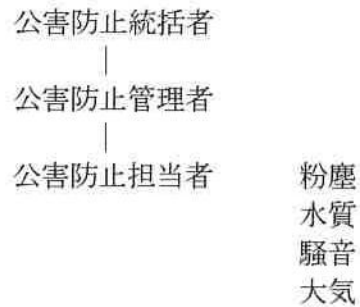 公害防止統括者
公害防止管理者
公害防止担当者 粉塵
水質
騒音
大気